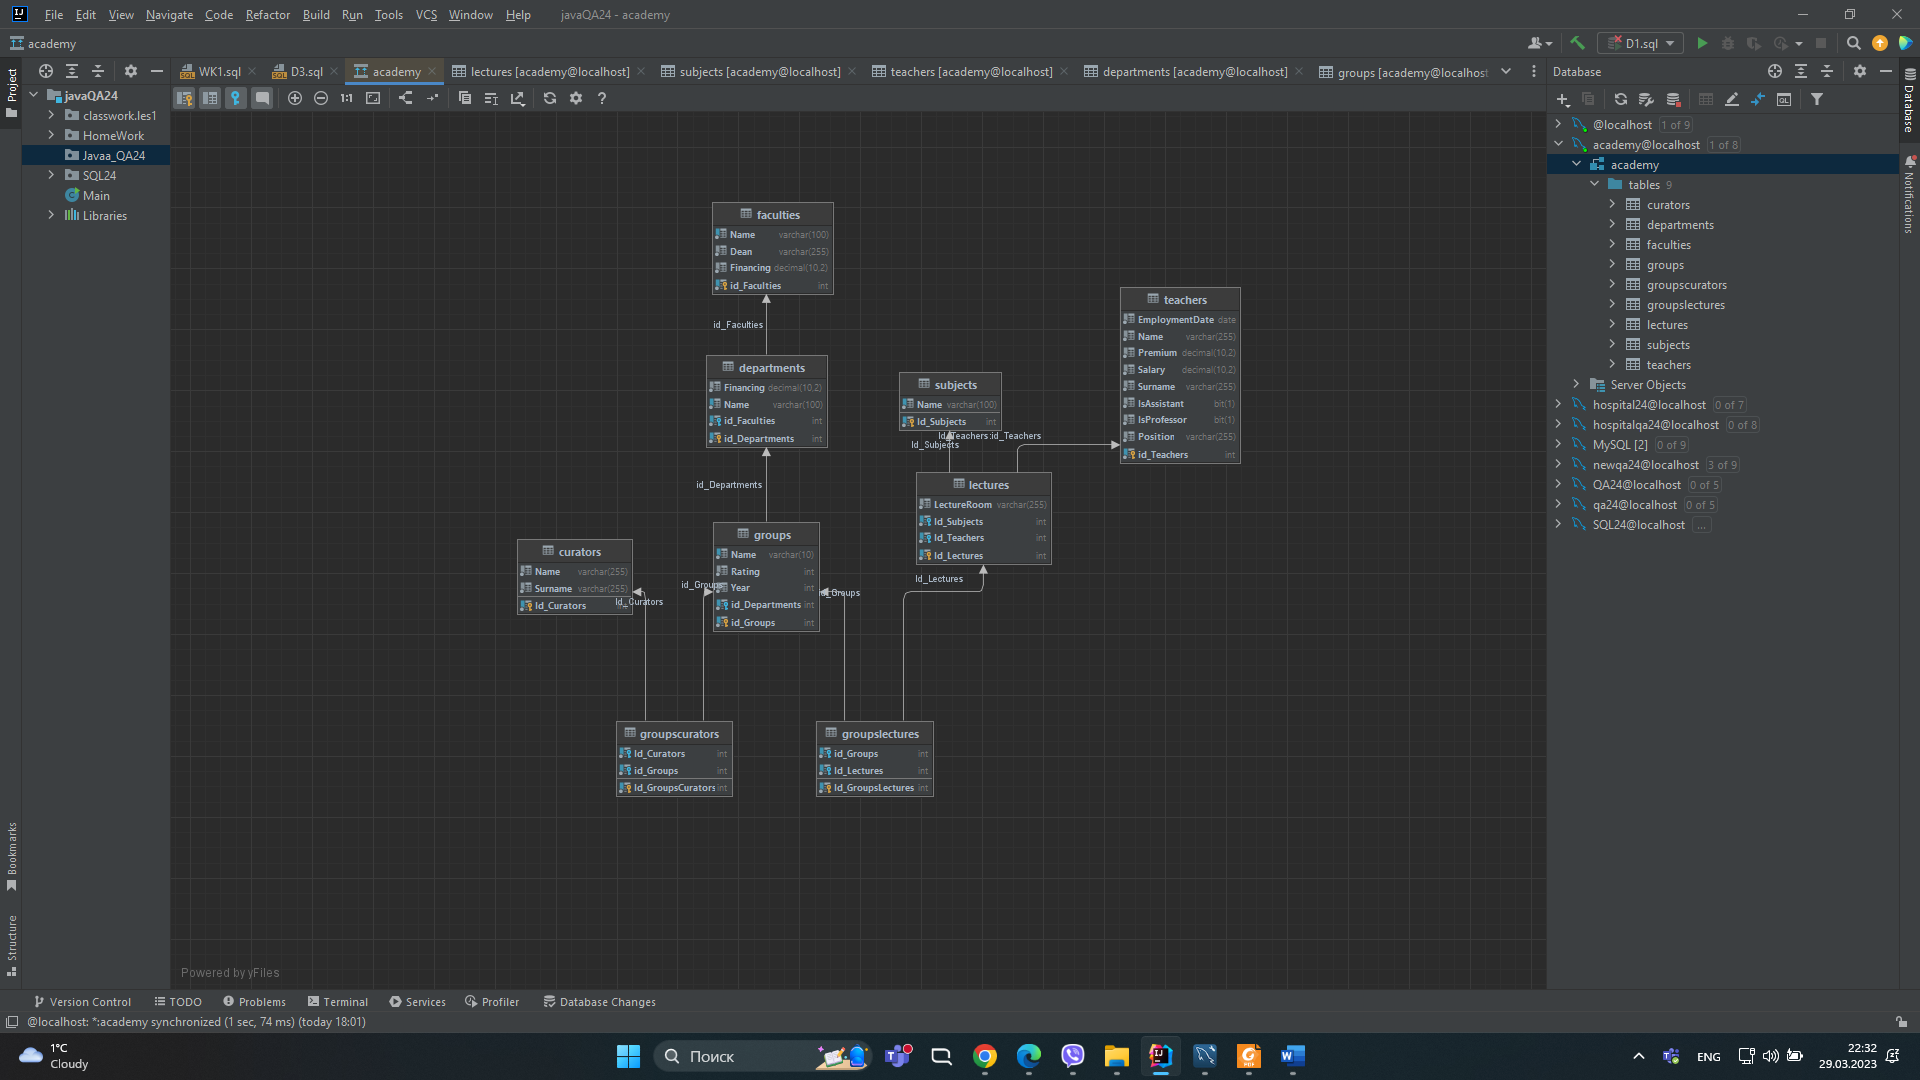 File Edit View Navigate Code Refactor Build Run Tools VCS Window Help javaQA24 - academy
academy
D1.sql
Project
WK1.sql
D3.sql
academy
lectures [academy@localhost]
subjects [academy@localhost]
teachers [academy@localhost]
departments [academy@localhost]
groups [academy@localhost
1:1
javaQA24
classwork.les1
HomeWork
Javaa_QA24
SQL24
Main
Libraries
faculties
Name varchar(100)
Dean varchar(255)
Financing decimal(10,2)
id_Faculties int
id_Faculties
departments
Financing decimal(10,2)
Name varchar(100)
id_Faculties int
id_Departments int
id_Departments
subjects
Name varchar(100)
Id_Subjects int
Id_Teachers:id_Teachers
Id_Subjects
teachers
EmploymentDate date
Name varchar(255)
Premium decimal(10,2)
Salary decimal(10,2)
Surname varchar(255)
IsAssistant bit(1)
IsProfessor bit(1)
Position varchar(255)
id_Teachers int
lectures
LectureRoom varchar(255)
Id_Subjects int
Id_Teachers int
Id_Lectures int
Id_Lectures
groups
Name varchar(10)
Rating int
Year int
id_Departments int
id_Groups int
id_Groups
id_Groups
curators
Name varchar(255)
Surname varchar(255)
Id_Curators
Id_Curators
groupscurators
Id_Curators int
id_Groups int
Id_GroupsCurators int
groupslectures
id_Groups int
Id_Lectures int
Id_GroupsLectures int
Powered by yFiles
Database
@localhost 1 of 9
academy@localhost 1 of 8
academy
tables 9
curators
departments
faculties
groups
groupscurators
groupslectures
lectures
subjects
teachers
Server Objects
hospital24@localhost 0 of 7
hospitalqa24@localhost 0 of 8
MySQL [2] 0 of 9
newqa24@localhost 3 of 9
QA24@localhost 0 of 5
qa24@localhost 0 of 5
SQL24@localhost ...
Database
Notifications
Bookmarks
Structure
Version Control TODO Problems Terminal Services Profiler Database Changes
@localhost: *:academy synchronized (1 sec, 74 ms) (today 18:01)
1°C
Cloudy
Поиск
ENG
22:32
29.03.2023